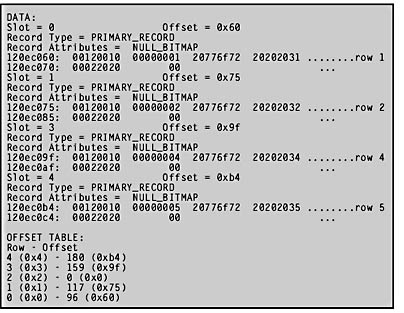 DATA:
Slot = 0 Offset = 0x60
Record Type = PRIMARY_RECORD
Record Attributes = NULL_BITMAP
120ec060: 00120010 00000001 20776f72 20202031 ........row 1
120ec070: 00022020 00 ...
Slot = 1 Offset = 0x75
Record Type = PRIMARY_RECORD
Record Attributes = NULL_BITMAP
120ec075: 00120010 00000002 20776f72 20202032 ........row 2
120ec085: 00022020 00 ...
Slot = 3 Offset = 0x9f
Record Type = PRIMARY_RECORD
Record Attributes = NULL_BITMAP
120ec09f: 00120010 00000004 20776f72 20202034 ........row 4
120ec0af: 00022020 00 ...
Slot = 4 Offset = 0xb4
Record Type = PRIMARY_RECORD
Record Attributes = NULL_BITMAP
120ec0b4: 00120010 00000005 20776f72 20202035 ........row 5
120ec0c4: 00022020 00 ...
OFFSET TABLE:
Row - Offset
4 (0x4) - 180 (0xb4)
3 (0x3) - 159 (0x9f)
2 (0x2) - 0 (0x0)
1 (0x1) - 117 (0x75)
0 (0x0) - 96 (0x60)